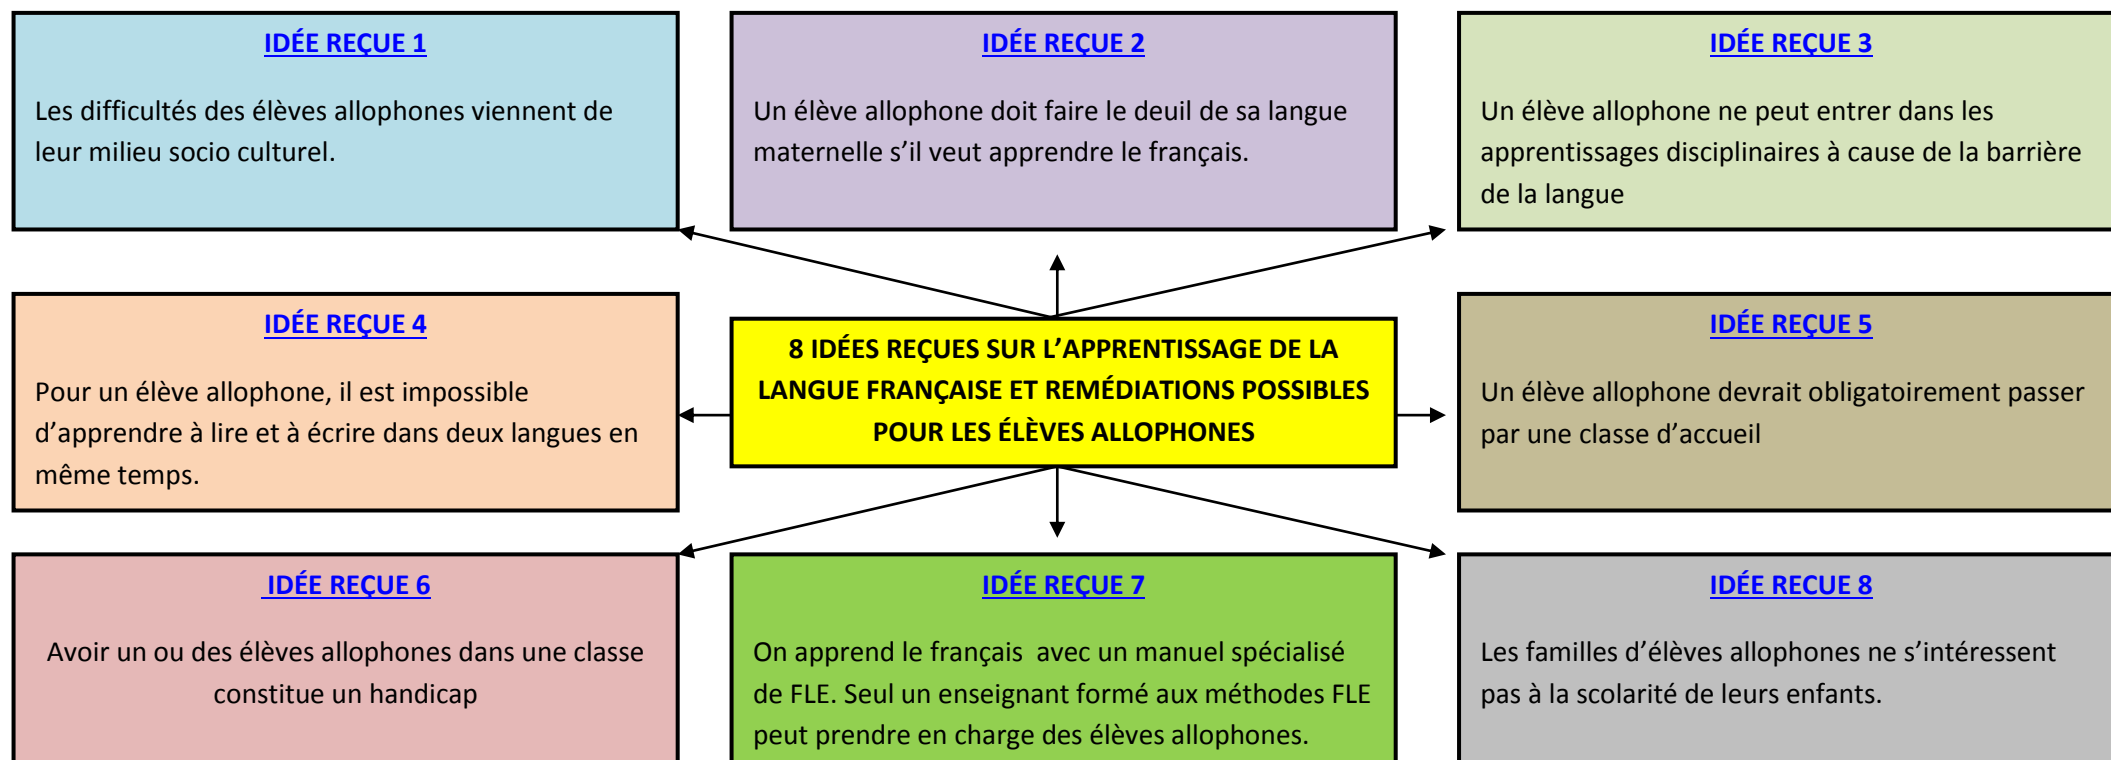 IDÉE REÇUE 1
Les difficultés des élèves allophones viennent de
leur milieu socio culturel.
IDÉE REÇUE 2
Un élève allophone doit faire le deuil de sa langue
maternelle s’il veut apprendre le français.
IDÉE REÇUE 3
Un élève allophone ne peut entrer dans les
apprentissages disciplinaires à cause de la barrière
de la langue
IDÉE REÇUE 4
Pour un élève allophone, il est impossible
d’apprendre à lire et à écrire dans deux langues en
même temps.
8 IDÉES REÇUES SUR L’APPRENTISSAGE DE LA
LANGUE FRANÇAISE ET REMÉDIATIONS POSSIBLES
POUR LES ÉLÈVES ALLOPHONES
IDÉE REÇUE 5
Un élève allophone devrait obligatoirement passer
par une classe d’accueil
IDÉE REÇUE 6
Avoir un ou des élèves allophones dans une classe
constitue un handicap
IDÉE REÇUE 7
On apprend le français  avec un manuel spécialisé
de FLE. Seul un enseignant formé aux méthodes FLE
peut prendre en charge des élèves allophones.
IDÉE RECUE 8
Les familles d’élèves allophones ne s’intéressent
pas à la scolarité de leurs enfants.